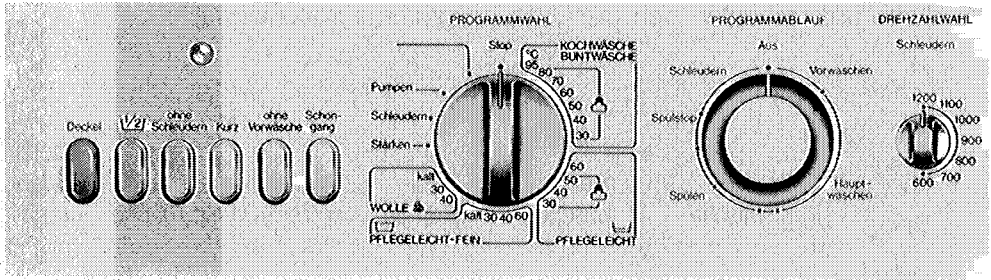 PROGRAMMWAHL
PROGRAMMABLAUF
DREHZAHLWAHL
Stop
KOCHWÄSCHE
BUNTWÄSCHE
°C
95
80
70
60
50
40
30
Pumpen
Schleudern
Stärken
kalt
30
40
WOLLE
kalt 30 40 60
PFLEGELEICHT-FEIN
60
50
40
30
PFLEGELEICHT
Deckel
1/2
ohne
Schleudern
Kurz
ohne
Vorwäsche
Schon-
gang
Aus
Schleudern
Vorwaschen
Spülstop
Spülen
Haupt-
waschen
Schleudern
1200
1100
1000
900
800
700
600